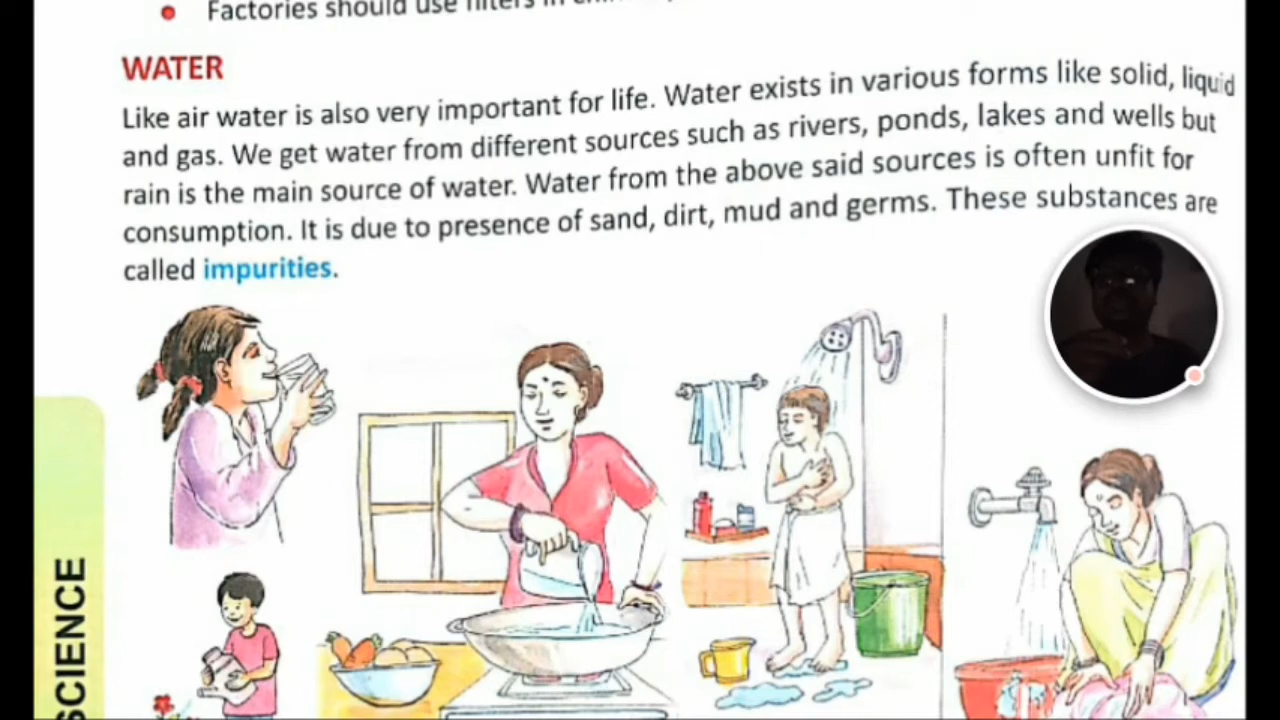 Factories should use filters in
WATER
Like air water is also very important for life. Water exists in various forms like solid, liquid
and gas. We get water from different sources such as rivers, ponds, lakes and wells but
rain is the main source of water. Water from the above said sources is often unfit for
consumption. It is due to presence of sand, dirt, mud and germs. These substances are
called impurities.
SCIENCE